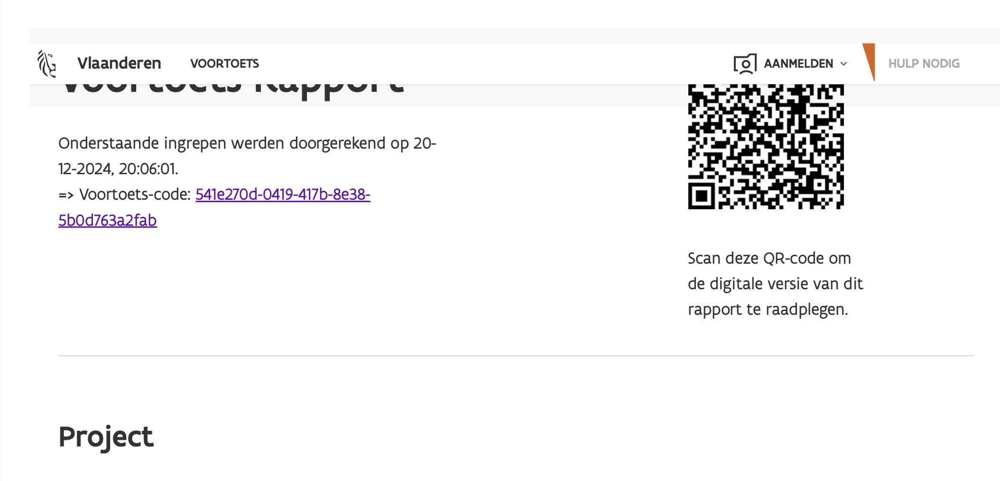 Vlaanderen VOORTOETS AANMELDEN HULP NODIG
Voortoets Rapport
Onderstaande ingrepen werden doorgerekend op 20-
12-2024, 20:06:01.
=> Voortoets-code: 541e270d-0419-417b-8e38-
5b0d763a2fab
Scan deze QR-code om
de digitale versie van dit
rapport te raadplegen.
Project